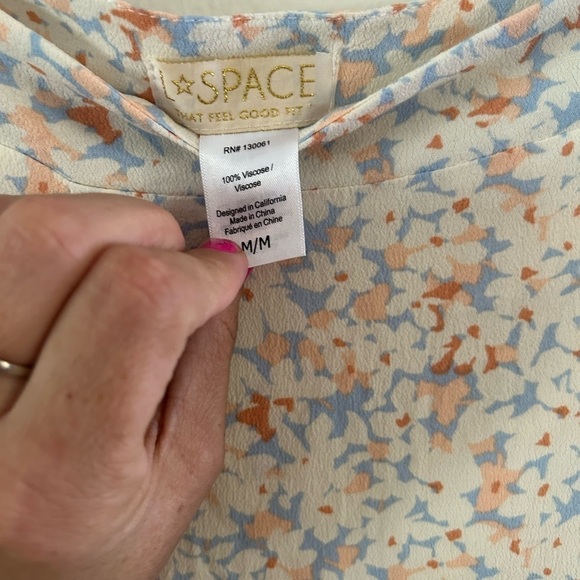 L☆SPACE
THAT FEEL GOOD FIT
RN# 130061
100% Viscose /
Viscose
Designed in California
Made in China
Fabriqué en Chine
M/M